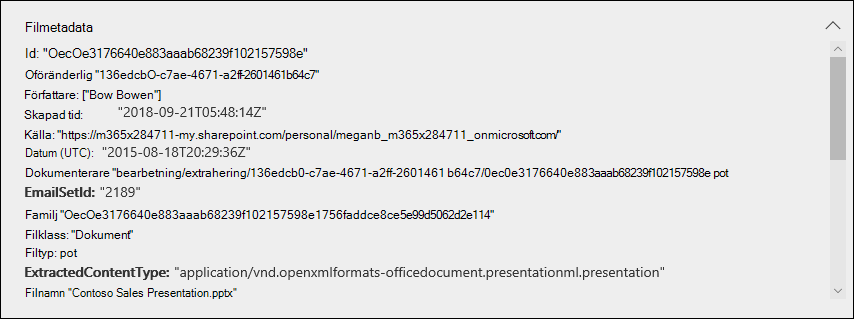 Filmetadata
Id: "OecOe3176640e883aaab68239f102157598e"
Oföränderlig "136edcbO-c7ae-4671-a2ff-2601461b64c7"
Författare: ["Bow Bowen"]
Skapad tid: "2018-09-21T05:48:14Z"
Källa: "https://m365x284711-my.sharepoint.com/personal/meganb_m365x284711_onmicrosoft.com/"
Datum (UTC): "2015-08-18T20:29:36Z"
Dokumenterare "bearbetning/extrahering/136edcb0-c7ae-4671-a2ff-2601461 b64c7/0ec0e3176640e883aaab68239f102157598e pot
EmailSetId: "2189"
Familj "OecOe3176640e883aaab68239f102157598e1756faddce8ce5e99d5062d2e114"
Filklass: "Dokument"
Filtyp: pot
ExtractedContentType: "application/vnd.openxmlformats-officedocument.presentationml.presentation"
Filnamn "Contoso Sales Presentation.pptx"